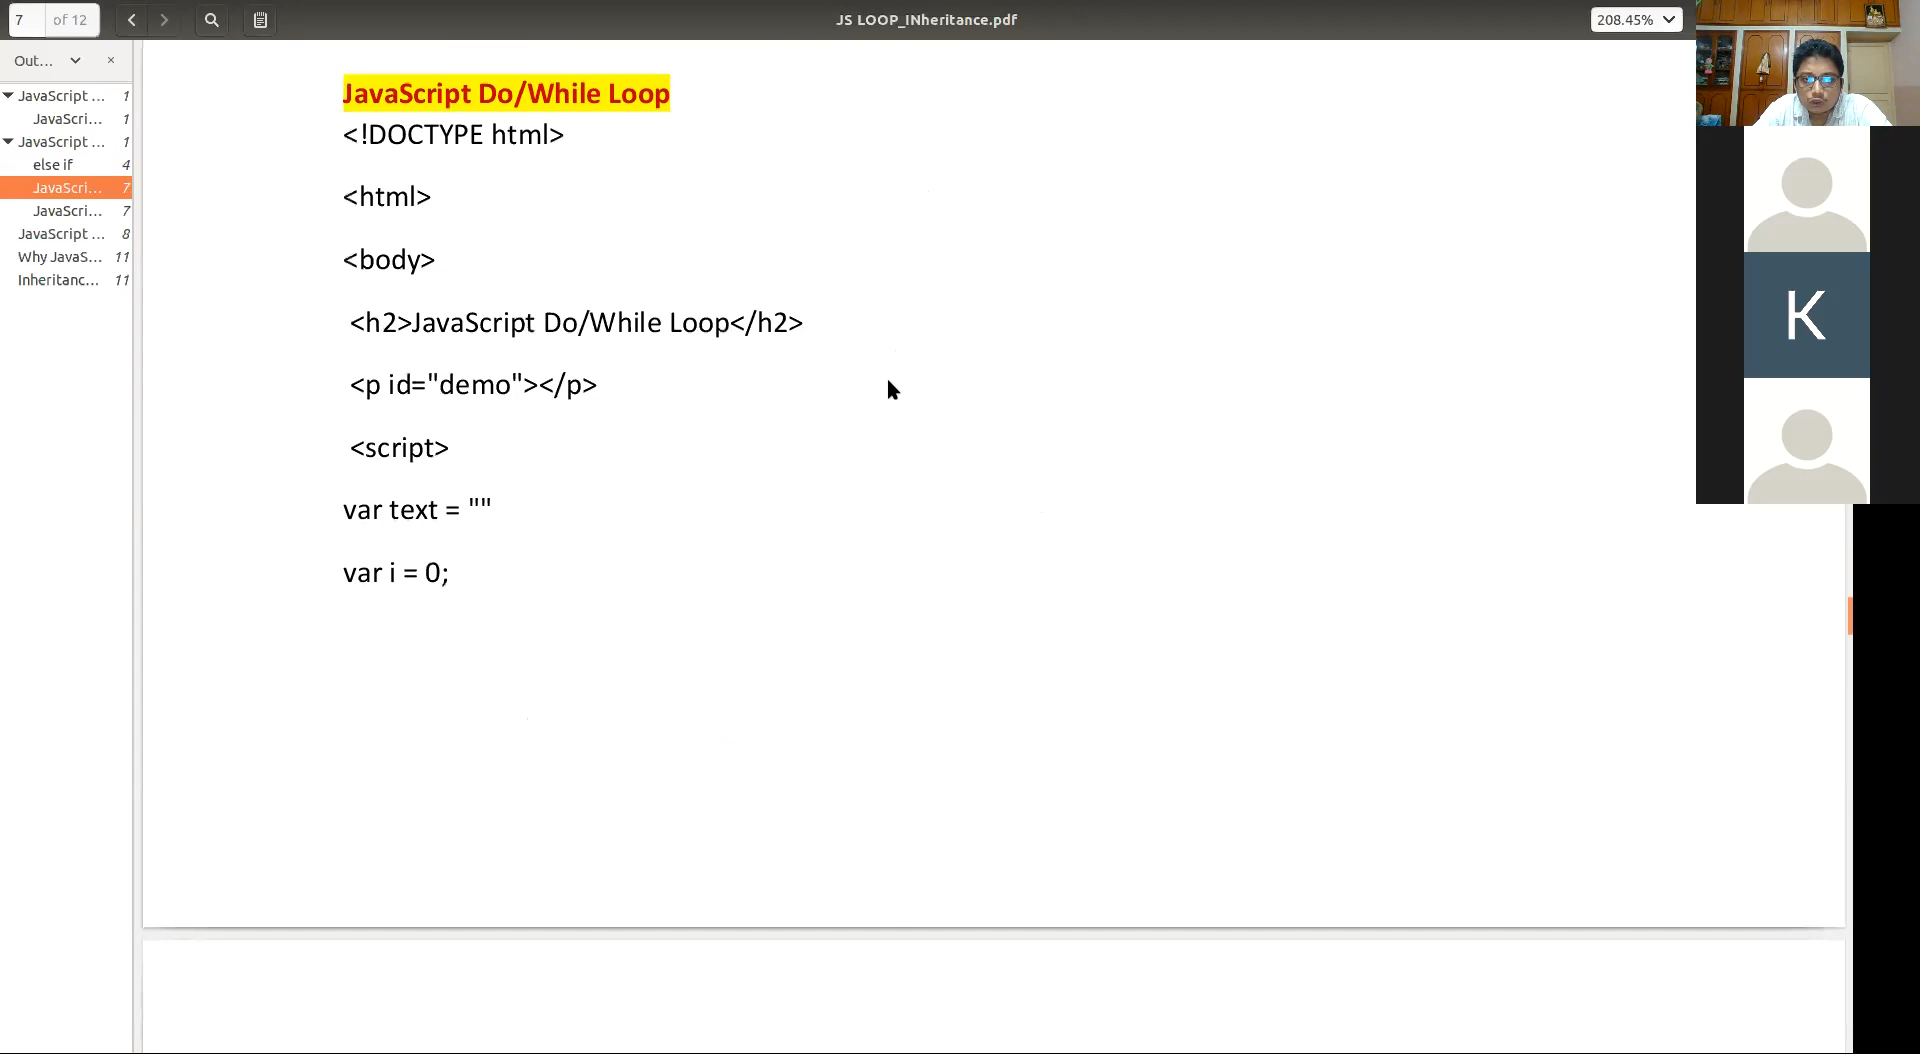 7 of 12
JS LOOP_INheritance.pdf
208.45%
Out...
×
JavaScript ... 1
JavaScri... 1
JavaScript ... 1
else if 4
JavaScri... 7
JavaScri... 7
JavaScript ... 8
Why JavaS... 11
Inheritanc... 11
JavaScript Do/While Loop
<!DOCTYPE html>
<html>
<body>
<h2>JavaScript Do/While Loop</h2>
<p id="demo"></p>
<script>
var text = ""
var i = 0;
K